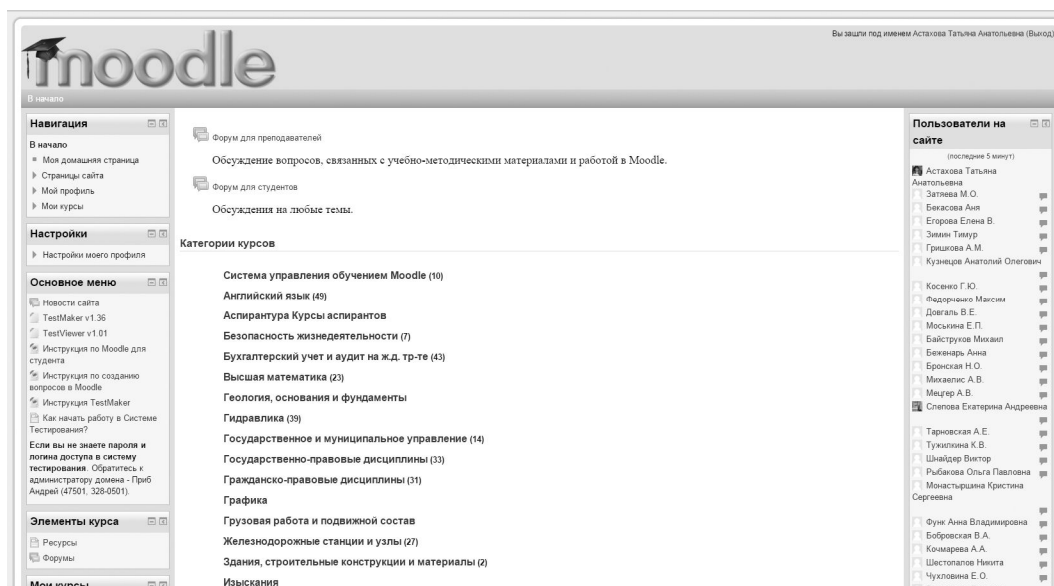 Вы зашли под именем Астахова Татьяна Анатольевна (Выход)
moodle
В начало
Навигация
В начало
Моя домашняя страница
Страницы сайта
Мой профиль
Мои курсы
Настройки
Настройки моего профиля
Основное меню
Новости сайта
TestMaker v1.36
TestViewer v1.01
Инструкция по Moodle для
студента
Инструкция по созданию
вопросов в Moodle
Инструкция TestMaker
Как начать работу в Системе
Тестирования?
Если вы не знаете пароля и
логина доступа в систему
тестирования. Обратитесь к
администратору домена - Приб
Андрей (47501, 328-0501).
Элементы курса
Ресурсы
Форумы
Мои курсы
Форум для преподавателей
Обсуждение вопросов, связанных с учебно-методическими материалами и работой в Moodle.
Форум для студентов
Обсуждения на любые темы.
Категории курсов
Система управления обучением Moodle (10)
Английский язык (49)
Аспирантура Курсы аспирантов
Безопасность жизнедеятельности (7)
Бухгалтерский учет и аудит на ж.д. тр-те (43)
Высшая математика (23)
Геология, основания и фундаменты
Гидравлика (39)
Государственное и муниципальное управление (14)
Государственно-правовые дисциплины (33)
Гражданско-правовые дисциплины (31)
Графика
Грузовая работа и подвижной состав
Железнодорожные станции и узлы (27)
Здания, строительные конструкции и материалы (2)
Изыскания
Пользователи на
сайте
(последние 5 минут)
Астахова Татьяна
Анатольевна
Затяева М.О.
Бекасова Аня
Егорова Елена В.
Зимин Тимур
Гришкова А.М.
Кузнецов Анатолий Олегович
Косенко Г.Ю.
Федорченко Максим
Довгаль В.Е.
Моськина Е.П.
Байструков Михаил
Беженарь Анна
Бронская Н.О.
Михаелис А.В.
Мецгер А.В.
Слепова Екатерина Андреевна
Тарновская А.Е.
Тужилкина К.В.
Шнайдер Виктор
Рыбакова Ольга Павловна
Монастыршина Кристина
Сергеевна
Функ Анна Владимировна
Бобровская В.А.
Кочмарева А.А.
Шестопалов Никита
Чухловина Е.О.